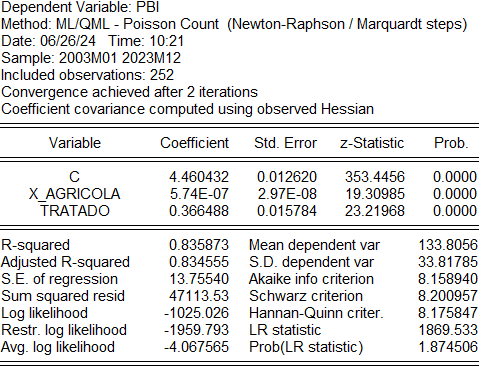 Dependent Variable: PBI
Method: ML/QML - Poisson Count (Newton-Raphson / Marquardt steps)
Date: 06/26/24 Time: 10:21
Sample: 2003M01 2023M12
Included observations: 252
Convergence achieved after 2 iterations
Coefficient covariance computed using observed Hessian
Variable Coefficient Std. Error z-Statistic Prob.
C 4.460432 0.012620 353.4456 0.0000
X_AGRICOLA 5.74E-07 2.97E-08 19.30985 0.0000
TRATADO 0.366488 0.015784 23.21968 0.0000
R-squared 0.835873 Mean dependent var 133.8056
Adjusted R-squared 0.834555 S.D. dependent var 33.81785
S.E. of regression 13.75540 Akaike info criterion 8.158940
Sum squared resid 47113.53 Schwarz criterion 8.200957
Log likelihood -1025.026 Hannan-Quinn criter. 8.175847
Restr. log likelihood -1959.793 LR statistic 1869.533
Avg. log likelihood -4.067565 Prob(LR statistic) 1.874506